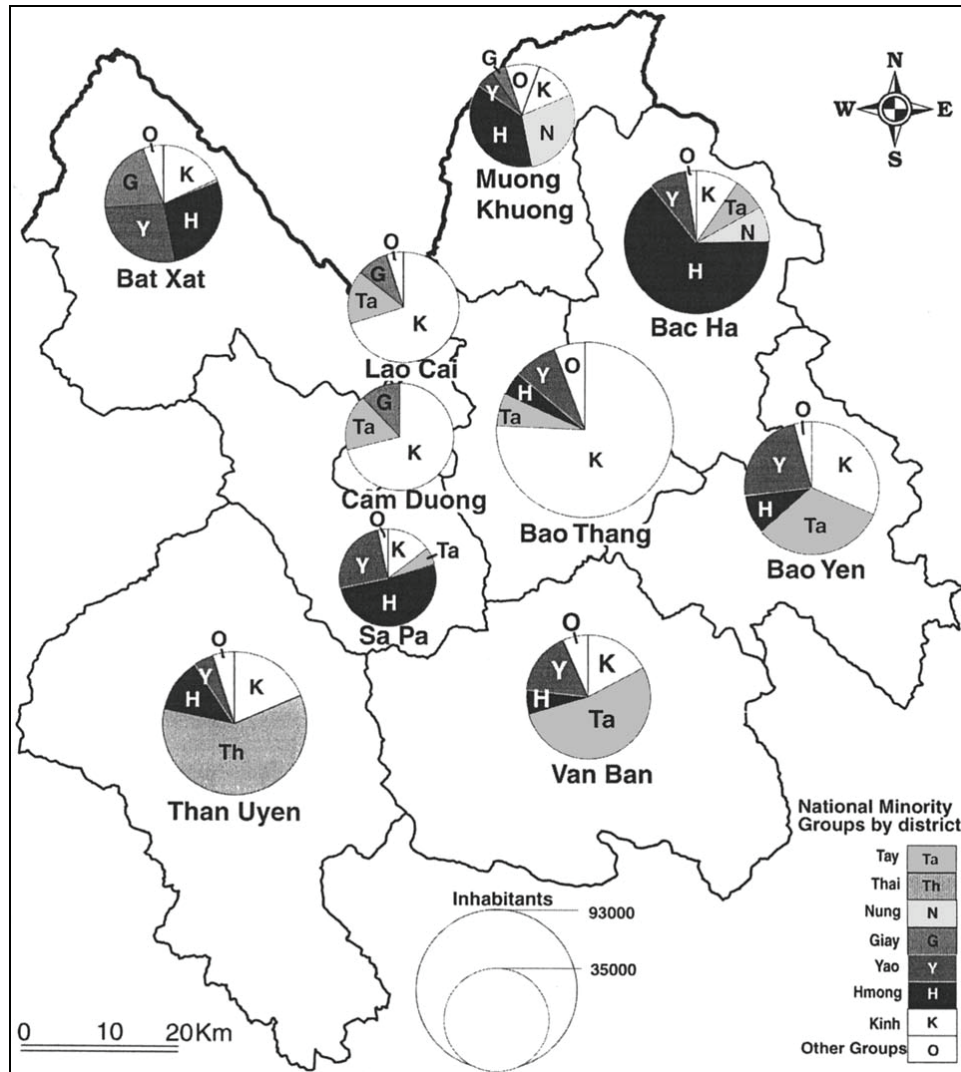 N
W E
S
G
O
K
Y
H
N
Muong
Khuong
O
K
G
H
Y
Bat Xat
O
K
Y
Ta
N
H
Bac Ha
O
G
Ta
K
Lao Cai
G
Ta
K
Cam Duong
O
Y
H
Ta
K
Bao Thang
O
K
Y
H
Ta
Bao Yen
O
K
Ta
Y
H
Sa Pa
O
K
Y
H
Th
Than Uyen
O
K
Y
H
Ta
Van Ban
National Minority
Groups by district
Tay Ta
Thai Th
Nung N
Giay G
Yao Y
Hmong H
Kinh K
Other Groups O
Inhabitants
93000
35000
0 10 20Km